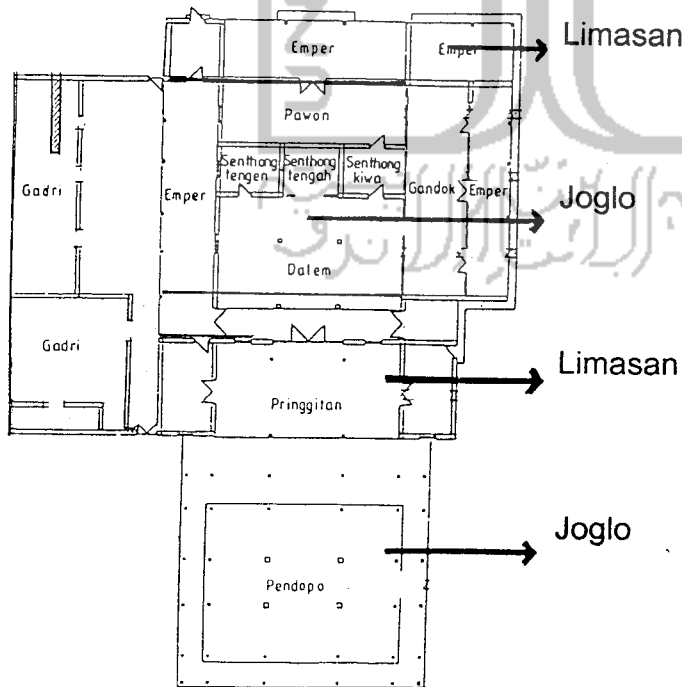 Emper
Emper
Limasan
Pawon
Senthong
tengen
Senthong
tengah
Senthong
kiwa
Gadri
Emper
Gandok
Emper
Joglo
Dalem
Gadri
Limasan
Pringgitan
Joglo
Pendopo